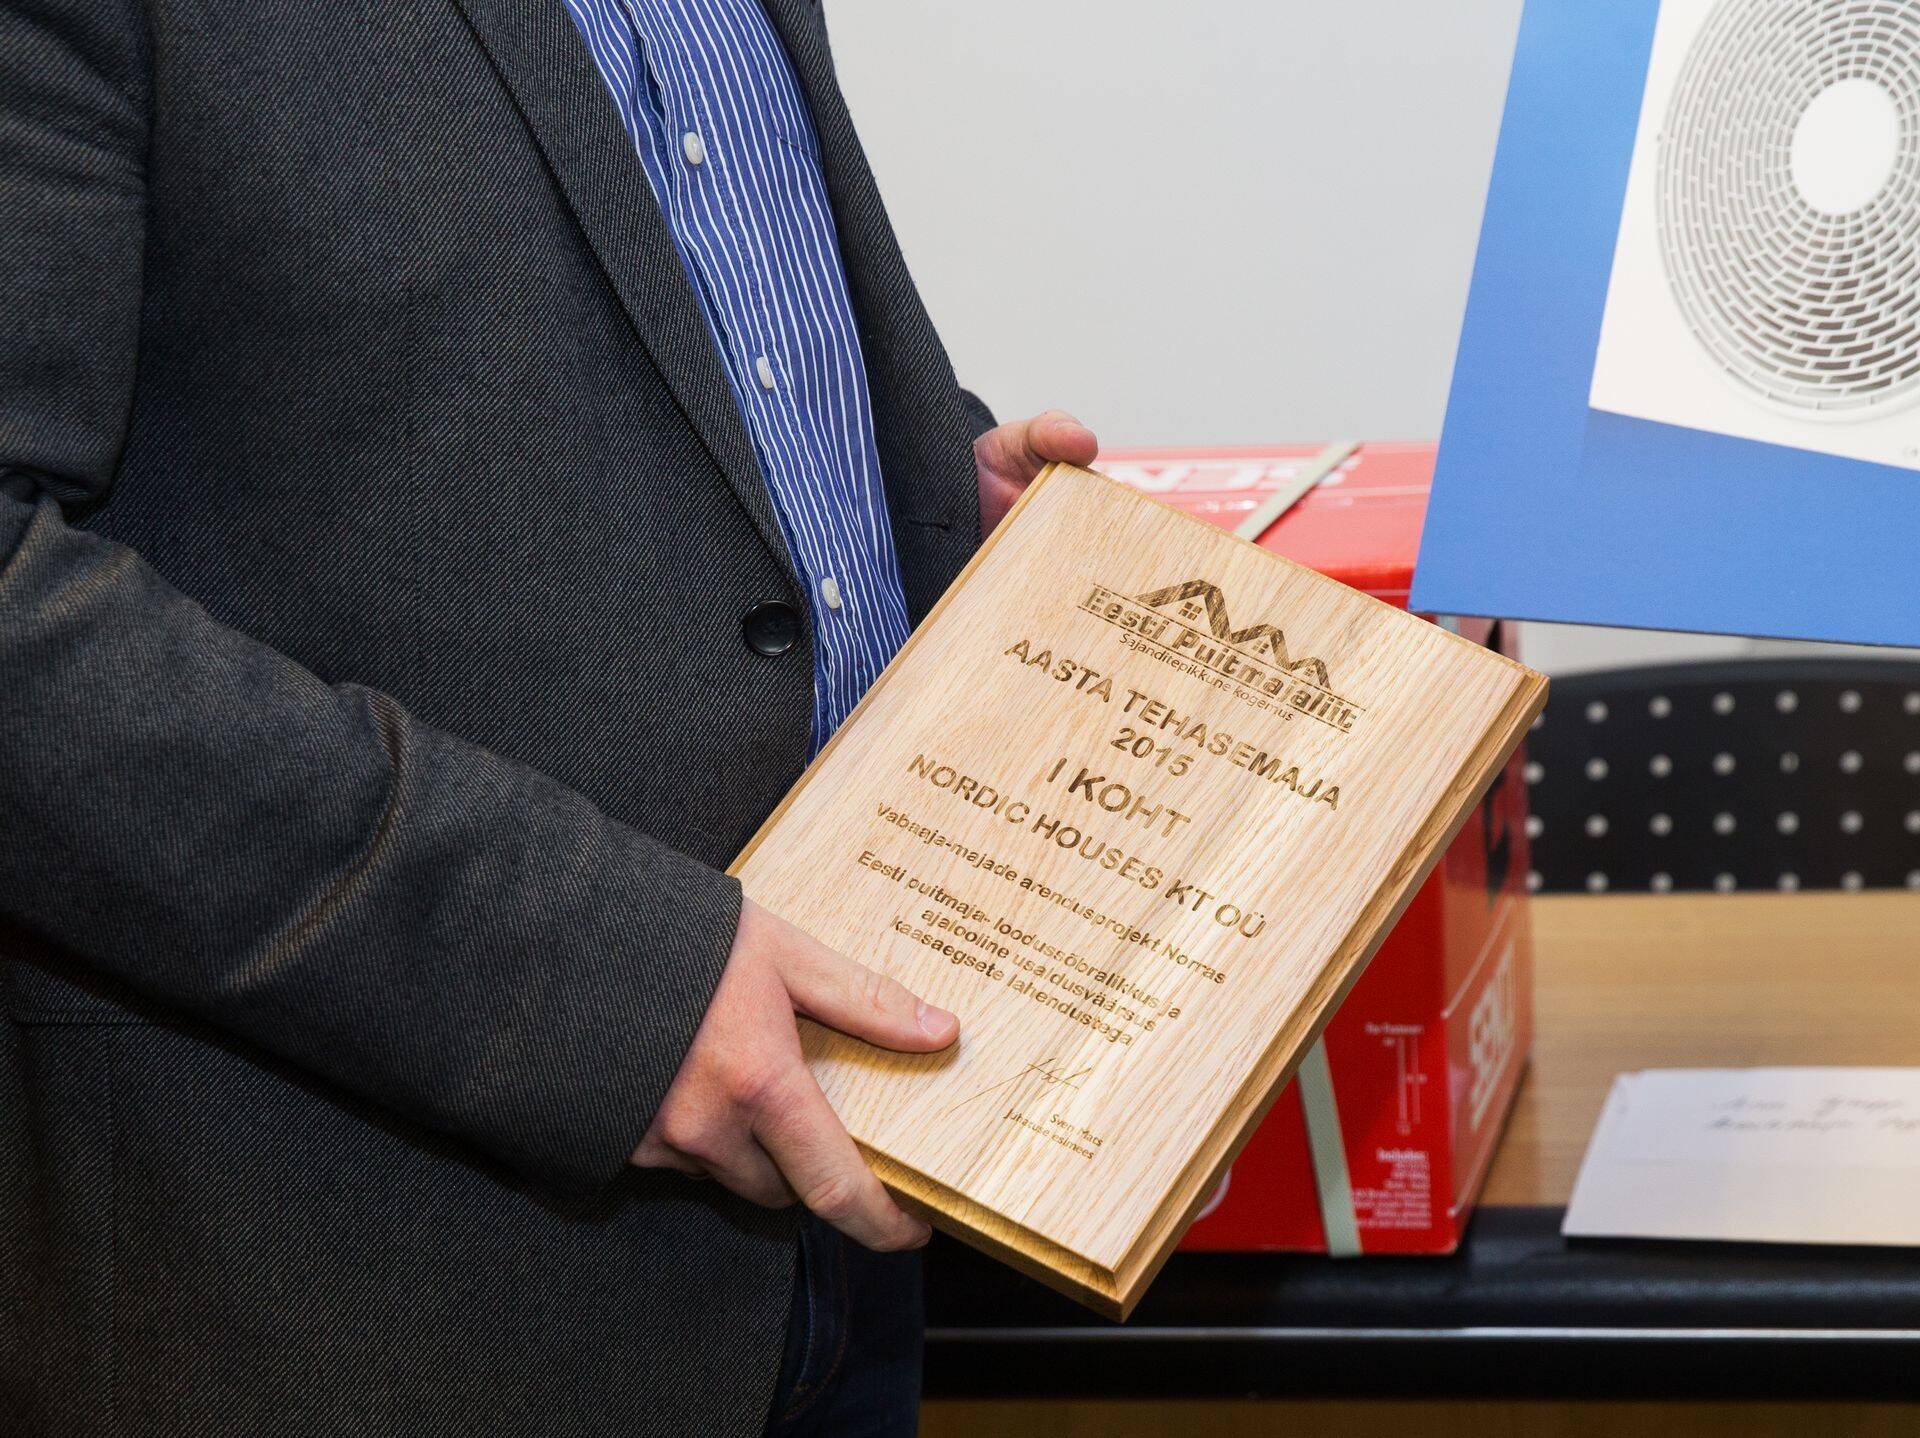 Eesti Puitmajaliit
Sajanditepikkune kogemus
AASTA TEHASEMAJA
2015
I KOHT
NORDIC HOUSES KT OÜ
Vabaaja-majade arendusprojekt Norras
Eesti puitmaja- loodussõbralikkus ja
ajalooline usaldusväärsus
kaasaegsete lahendustega
Sven Mats
Juhatuse esimees
Includes: